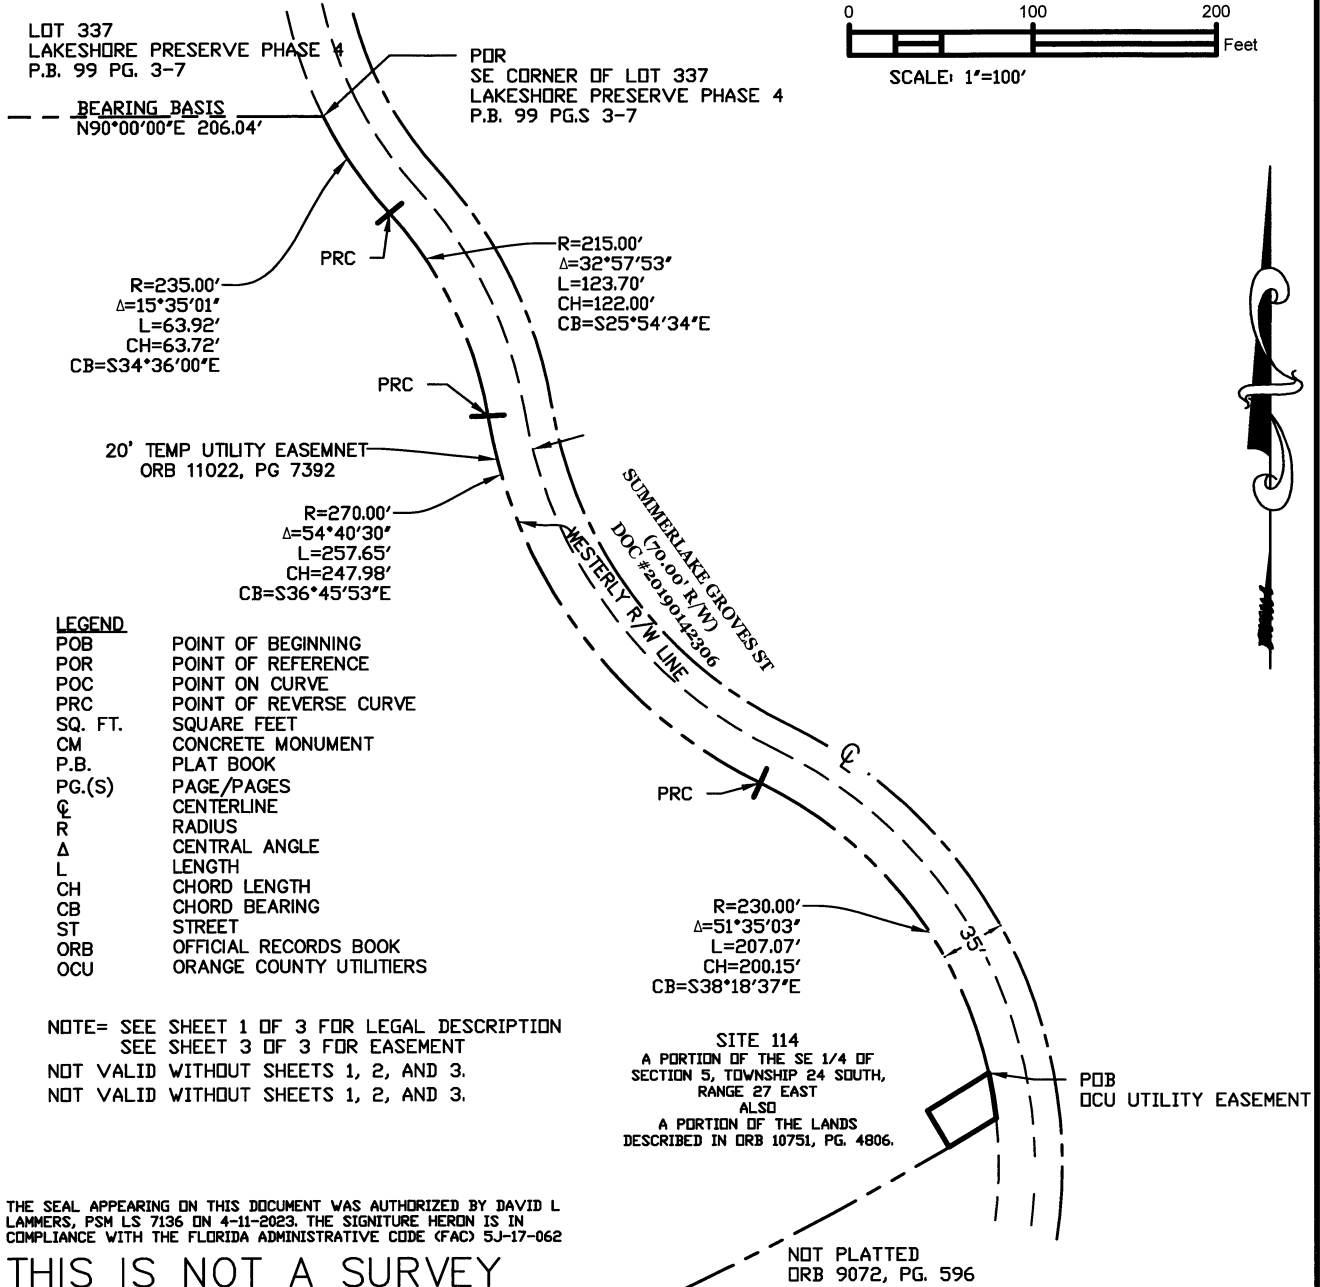 LOT 337
LAKESHORE PRESERVE PHASE 4
P.B. 99 PG. 3-7
BEARING BASIS
N90°00'00"E 206.04'
POR
SE CORNER OF LOT 337
LAKESHORE PRESERVE PHASE 4
P.B. 99 PG.S 3-7
0 100 200
Feet
SCALE: 1"=100'
PRC
R=215.00'
Δ=32°57'53"
L=123.70'
CH=122.00'
CB=S25°54'34"E
R=235.00'
Δ=15°35'01"
L=63.92'
CH=63.72'
CB=S34°36'00"E
PRC
20' TEMP UTILITY EASEMNET
ORB 11022, PG 7392
R=270.00'
Δ=54°40'30"
L=257.65'
CH=247.98'
CB=S36°45'53"E
SUMMERLAKE GROVES ST
(70.00' R/W)
DOC #20190142306
WESTERLY R/W LINE
LEGEND
POB POINT OF BEGINNING
POR POINT OF REFERENCE
POC POINT ON CURVE
PRC POINT OF REVERSE CURVE
SQ. FT. SQUARE FEET
CM CONCRETE MONUMENT
P.B. PLAT BOOK
PG.(S) PAGE/PAGES
℄ CENTERLINE
R RADIUS
Δ CENTRAL ANGLE
L LENGTH
CH CHORD LENGTH
CB CHORD BEARING
ST STREET
ORB OFFICIAL RECORDS BOOK
OCU ORANGE COUNTY UTILITIERS
℄
PRC
R=230.00'
Δ=51°35'03"
L=207.07'
CH=200.15'
CB=S38°18'37"E
35'
NOTE= SEE SHEET 1 OF 3 FOR LEGAL DESCRIPTION
SEE SHEET 3 OF 3 FOR EASEMENT
NOT VALID WITHOUT SHEETS 1, 2, AND 3.
NOT VALID WITHOUT SHEETS 1, 2, AND 3.
SITE 114
A PORTION OF THE SE 1/4 OF
SECTION 5, TOWNSHIP 24 SOUTH,
RANGE 27 EAST
ALSO
A PORTION OF THE LANDS
DESCRIBED IN ORB 10751, PG. 4806.
POB
OCU UTILITY EASEMENT
THE SEAL APPEARING ON THIS DOCUMENT WAS AUTHORIZED BY DAVID L
LAMMERS, PSM LS 7136 ON 4-11-2023. THE SIGNITURE HERON IS IN
COMPLIANCE WITH THE FLORIDA ADMINISTRATIVE CODE (FAC) 5J-17-062
THIS IS NOT A SURVEY
NOT PLATTED
ORB 9072, PG. 596